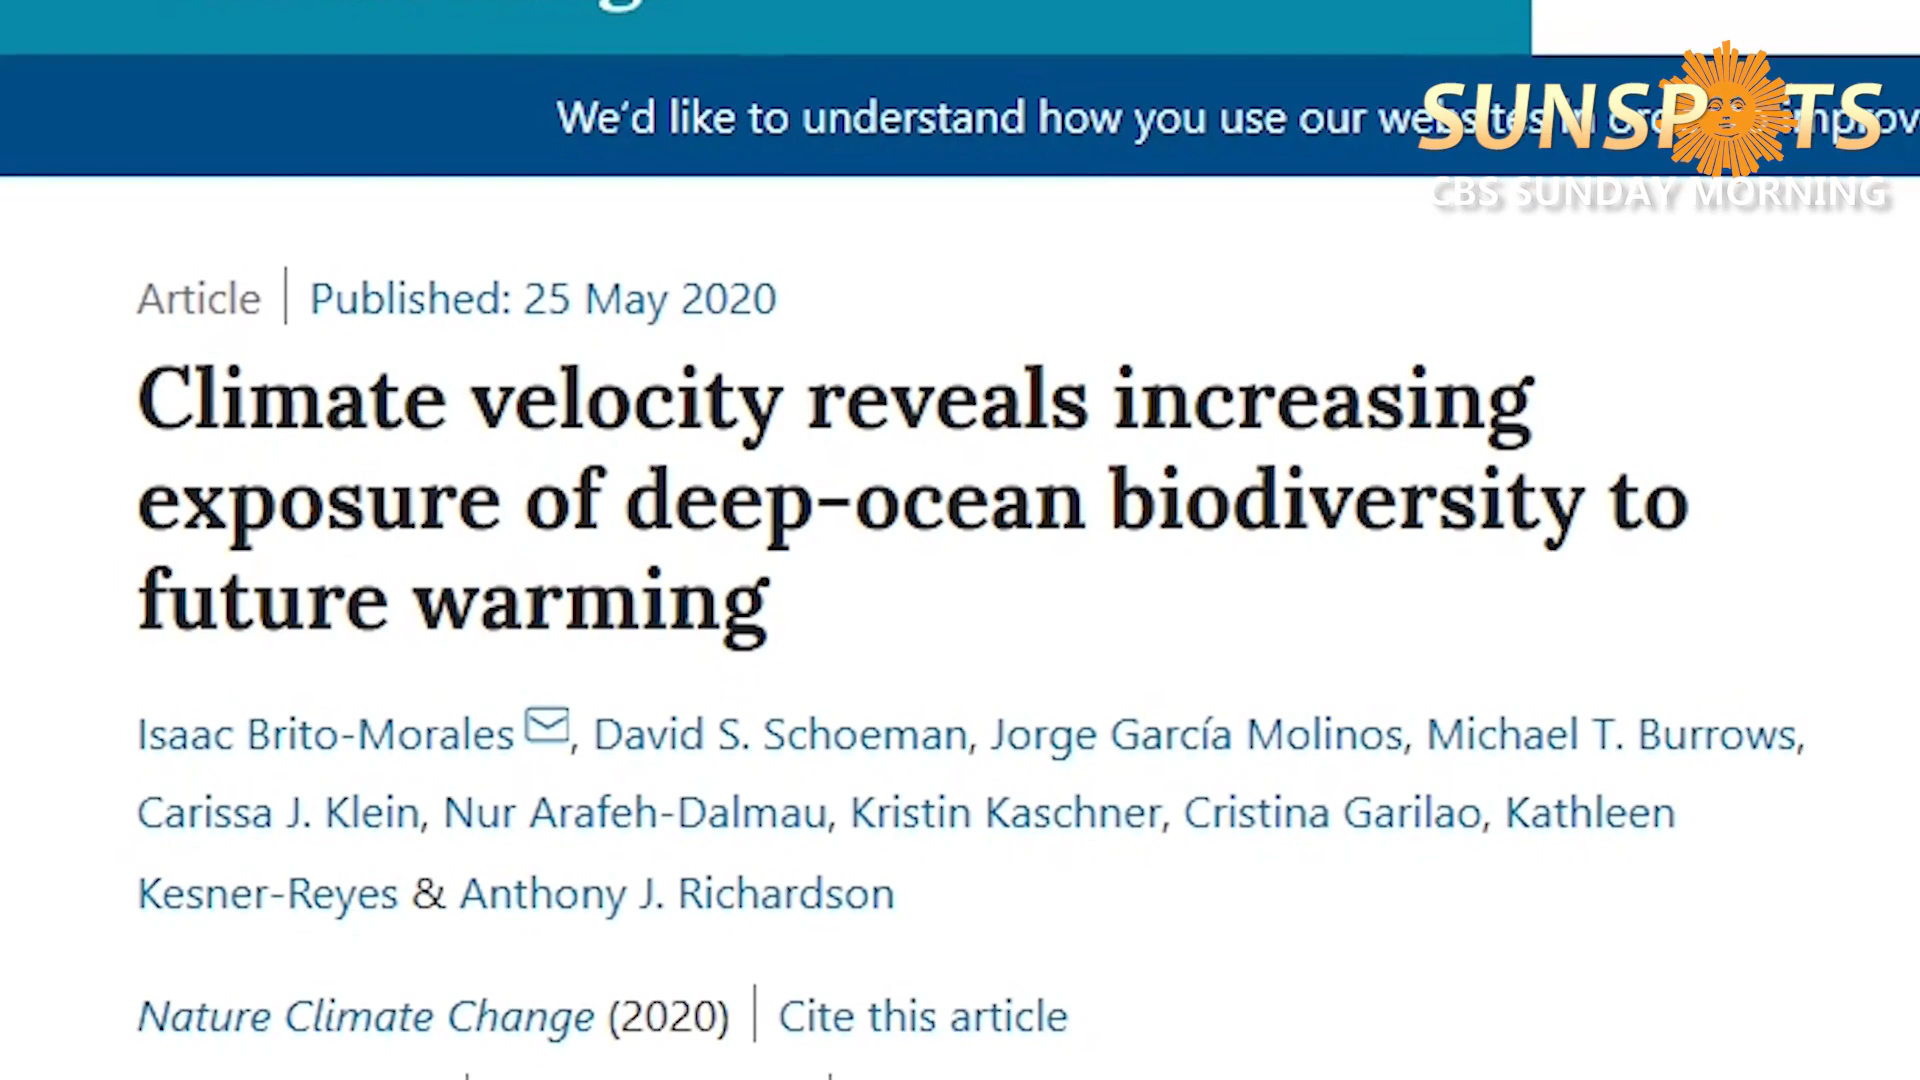 We’d like to understand how you use our websites in
SUNSPOTS
CBS SUNDAY MORNING
Article | Published: 25 May 2020
Climate velocity reveals increasing
exposure of deep-ocean biodiversity to
future warming
Isaac Brito-Morales, David S. Schoeman, Jorge García Molinos, Michael T. Burrows,
Carissa J. Klein, Nur Arafeh-Dalmau, Kristin Kaschner, Cristina Garilao, Kathleen
Kesner-Reyes & Anthony J. Richardson
Nature Climate Change (2020) | Cite this article